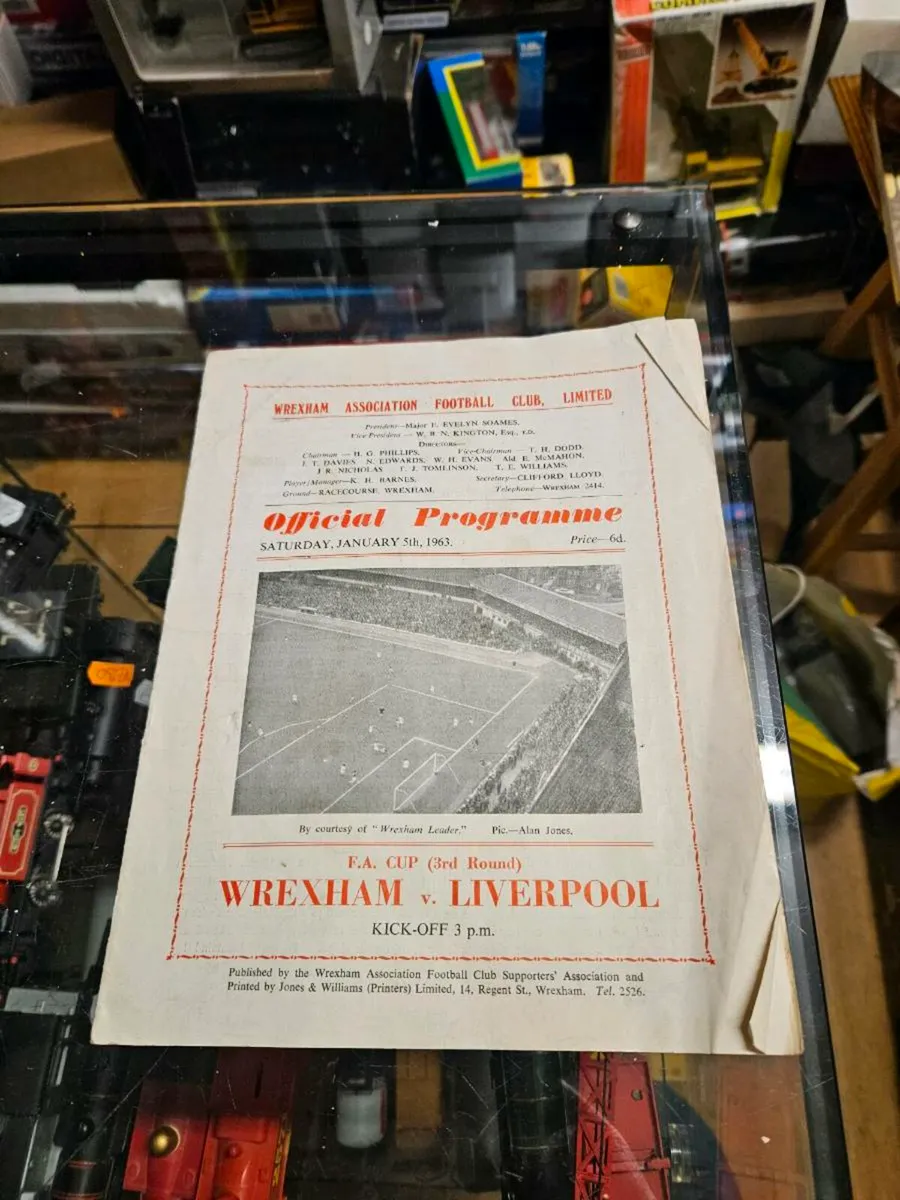 WREXHAM ASSOCIATION FOOTBALL CLUB, LIMITED
President—Major F. EVELYN SOAMES.
Vice-President — W. R. N. KINGTON, Esq., T.D.
Directors—
Chairman — H. G. PHILLIPS. Vice-Chairman — T. H. DODD.
J. T. DAVIES N. EDWARDS. W. H. EVANS Ald. E. McMAHON.
J. R. NICHOLAS F. J. TOMLINSON, T. E. WILLIAMS.
Player/Manager—K. H. BARNES. Secretary—CLIFFORD LLOYD.
Ground—RACECOURSE, WREXHAM. Telephone—WREXHAM 2414.
Official Programme
SATURDAY, JANUARY 5th, 1963. Price—6d.
By courtesy of "Wrexham Leader." Pic.—Alan Jones.
F.A. CUP (3rd Round)
WREXHAM v. LIVERPOOL
KICK-OFF 3 p.m.
Published by the Wrexham Association Football Club Supporters' Association and
Printed by Jones & Williams (Printers) Limited, 14, Regent St., Wrexham. Tel. 2526.